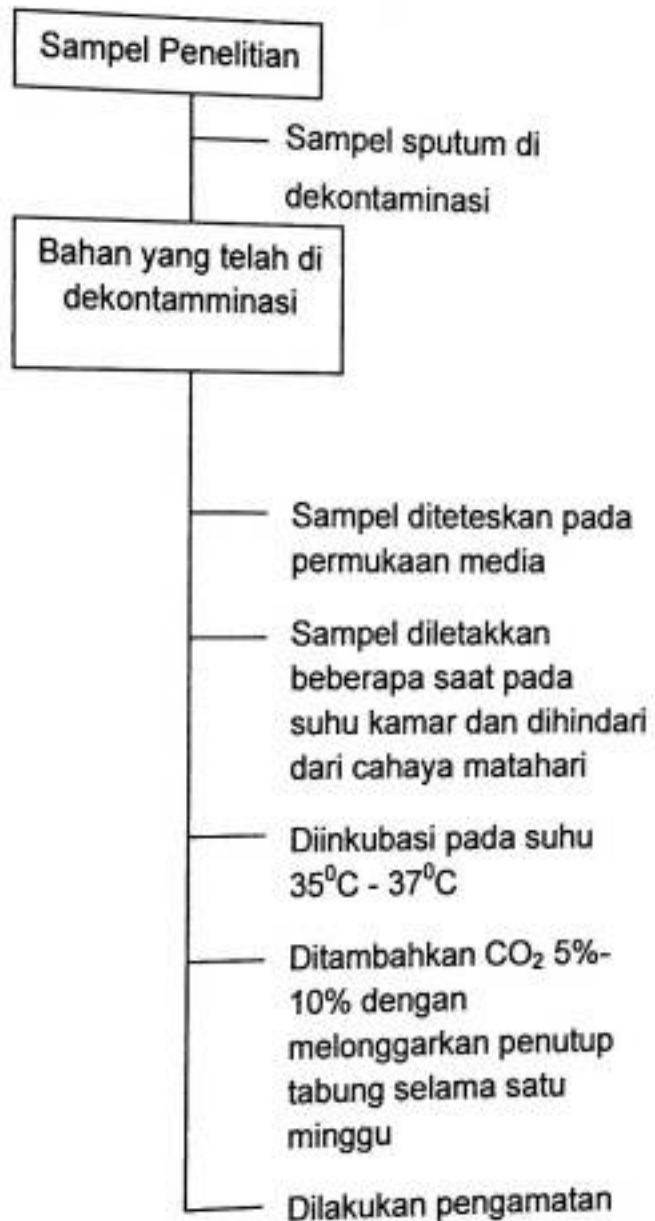 Sampel Penelitian
Sampel sputum di
dekontaminasi
Bahan yang telah di
dekontamminasi
Sampel diteteskan pada
permukaan media
Sampel diletakkan
beberapa saat pada
suhu kamar dan dihindari
dari cahaya matahari
Diinkubasi pada suhu
35⁰C - 37⁰C
Ditambahkan CO₂ 5%-
10% dengan
melonggarkan penutup
tabung selama satu
minggu
Dilakukan pengamatan